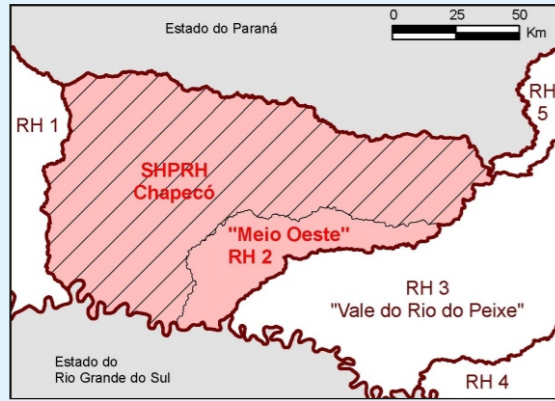 Estado do Paraná
0 25 50
Km
RH 1
RH
5
SHPRH
Chapecó
"Meio Oeste"
RH 2
RH 3
"Vale do Rio do Peixe"
Estado do
Rio Grande do Sul
RH 4